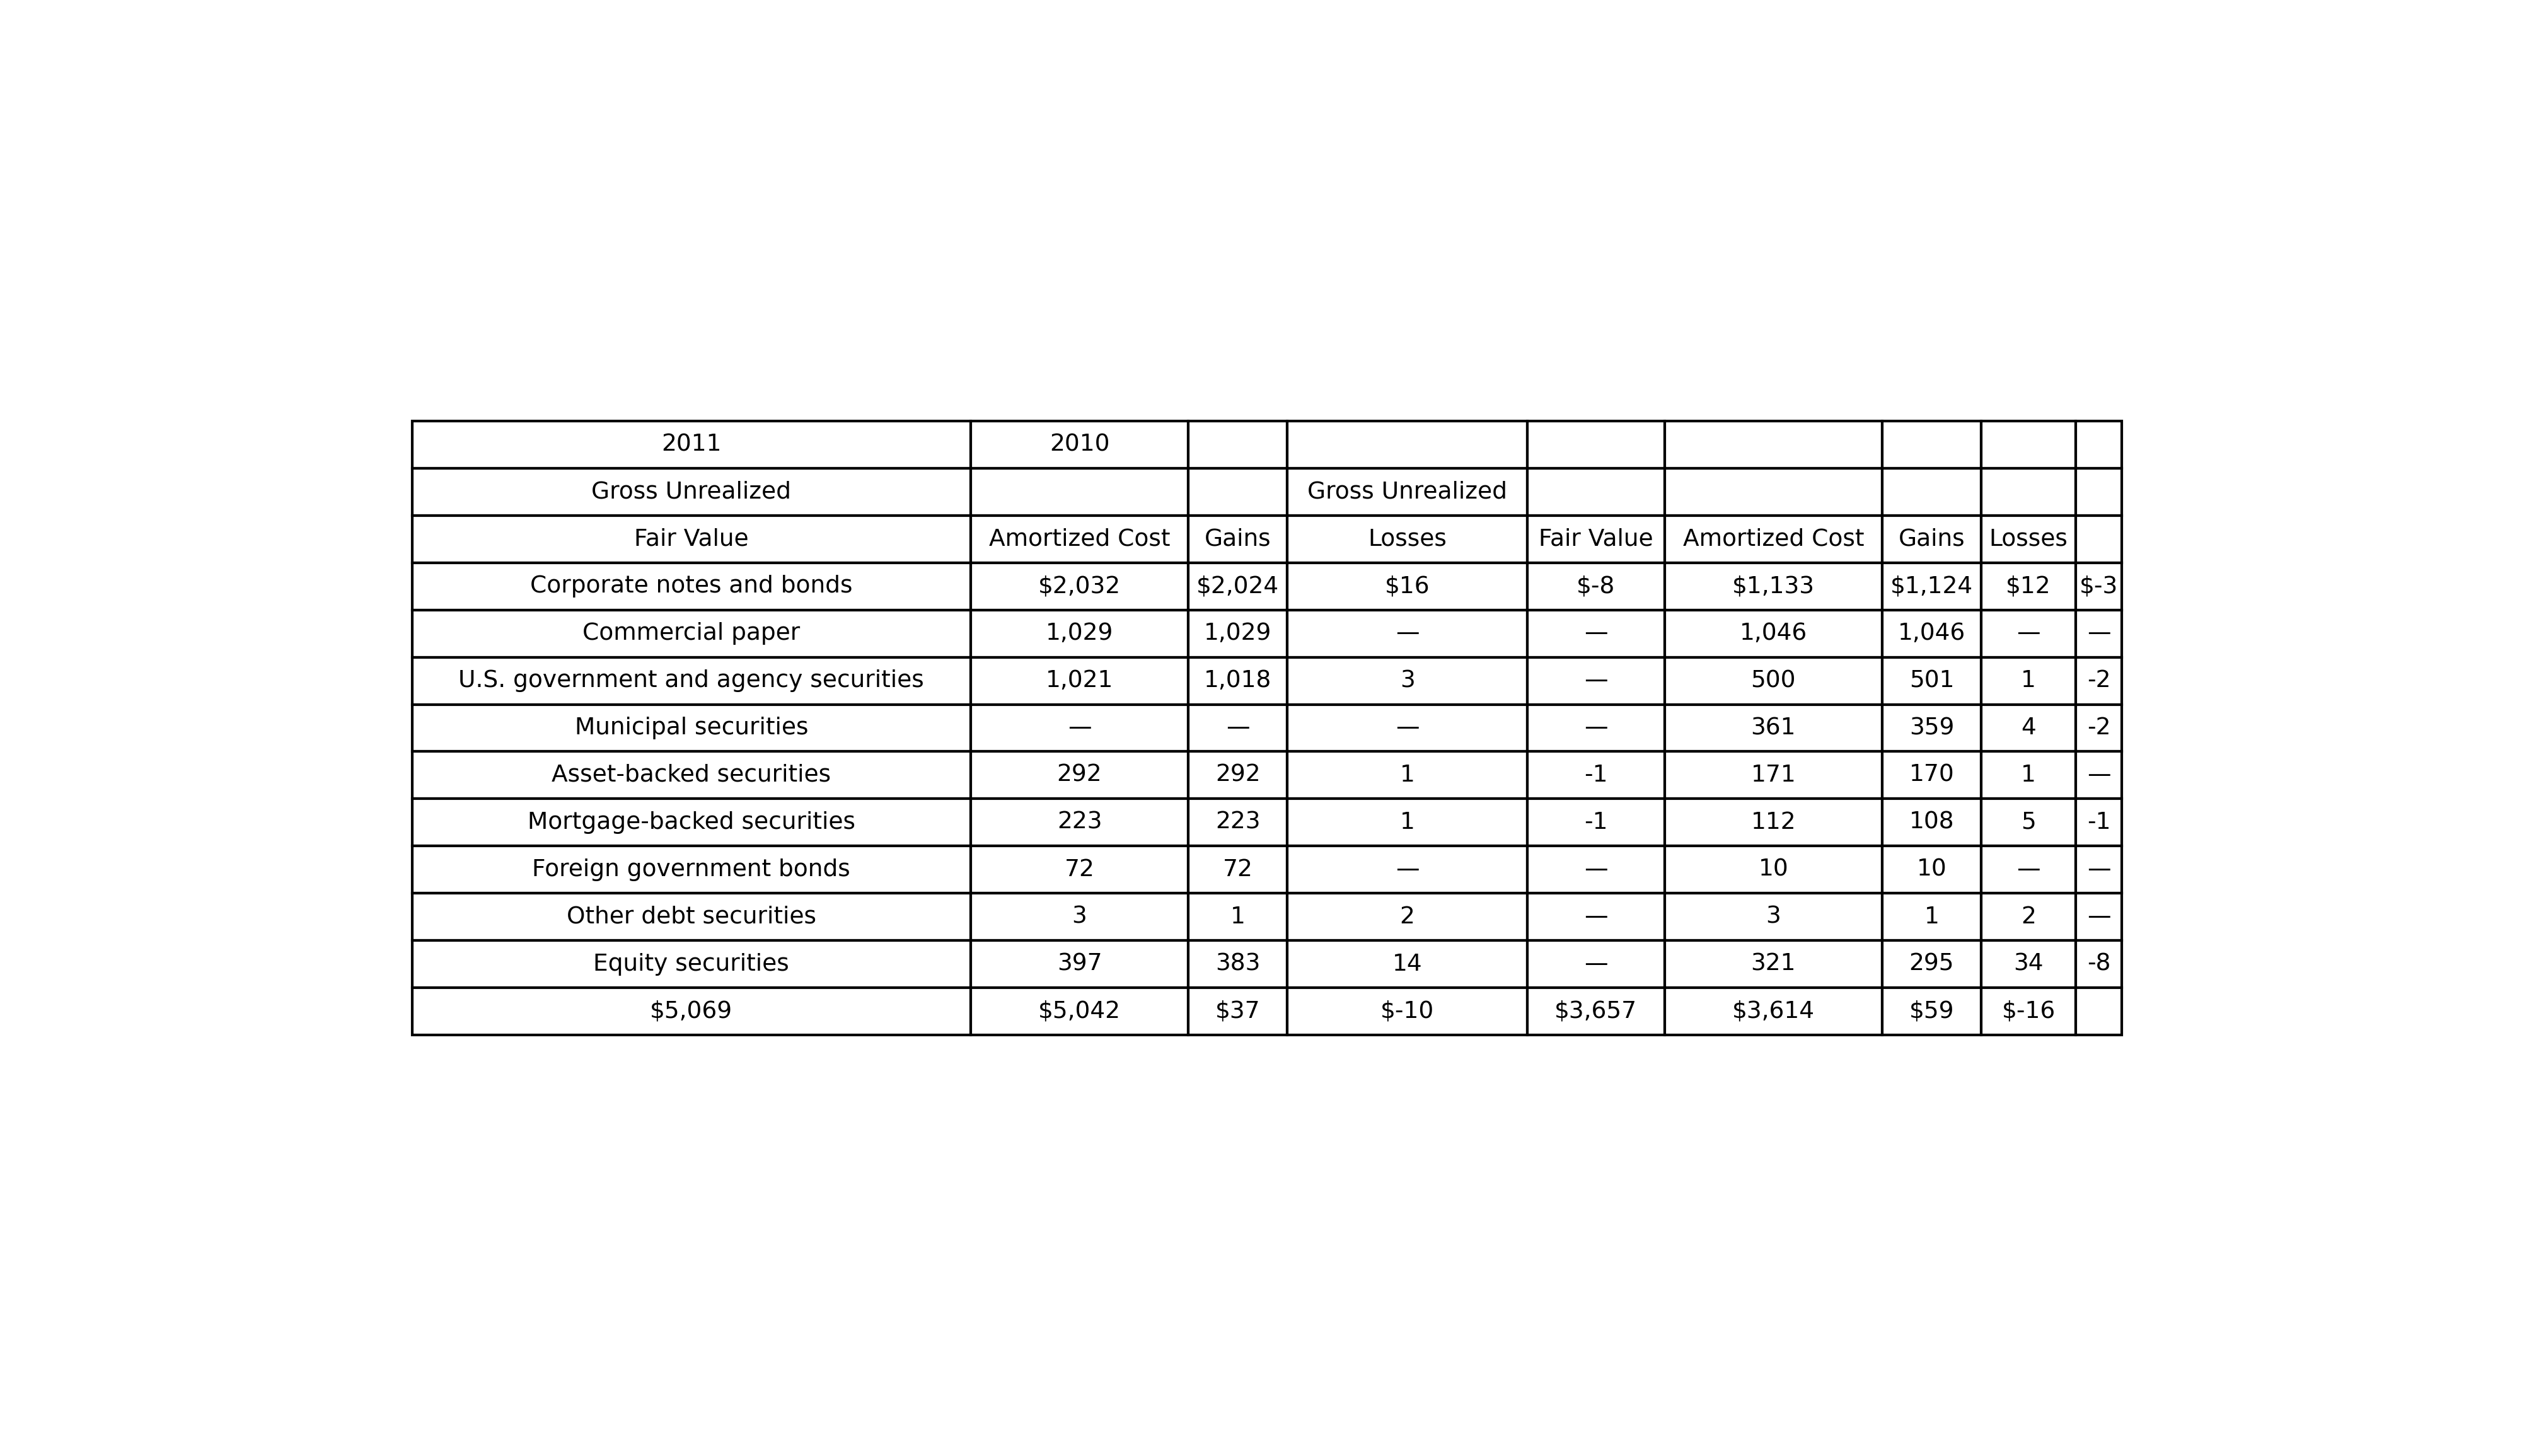 2011 2010
Gross Unrealized Gross Unrealized
Fair Value Amortized Cost Gains Losses Fair Value Amortized Cost Gains Losses
Corporate notes and bonds $2,032 $2,024 $16 $-8 $1,133 $1,124 $12 $-3
Commercial paper 1,029 1,029 — — 1,046 1,046 — —
U.S. government and agency securities 1,021 1,018 3 — 500 501 1 -2
Municipal securities — — — — 361 359 4 -2
Asset-backed securities 292 292 1 -1 171 170 1 —
Mortgage-backed securities 223 223 1 -1 112 108 5 -1
Foreign government bonds 72 72 — — 10 10 — —
Other debt securities 3 1 2 — 3 1 2 —
Equity securities 397 383 14 — 321 295 34 -8
$5,069 $5,042 $37 $-10 $3,657 $3,614 $59 $-16